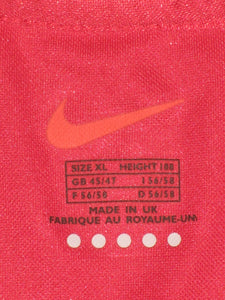 SIZE XL HEIGHT 188
GB 45/47 I 56/58
F 56/58 D 56/58
MADE IN UK
FABRIQUE AU ROYAUME-UNI